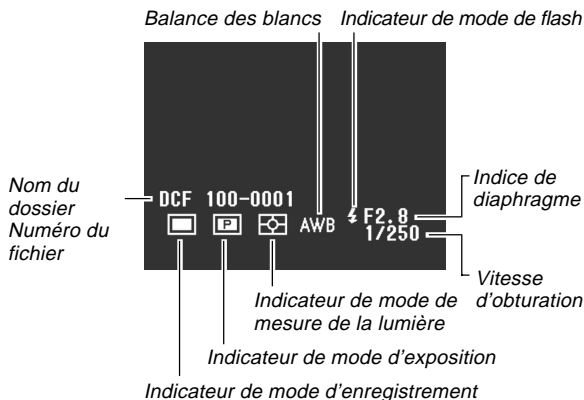 Balance des blancs
Indicateur de mode de flash
Nom du
dossier
Numéro du
fichier
DCF 100-0001
P
AWB
F2.8
1/250
Indice de
diaphragme
Vitesse
d'obturation
Indicateur de mode de
mesure de la lumière
Indicateur de mode d'exposition
Indicateur de mode d'enregistrement